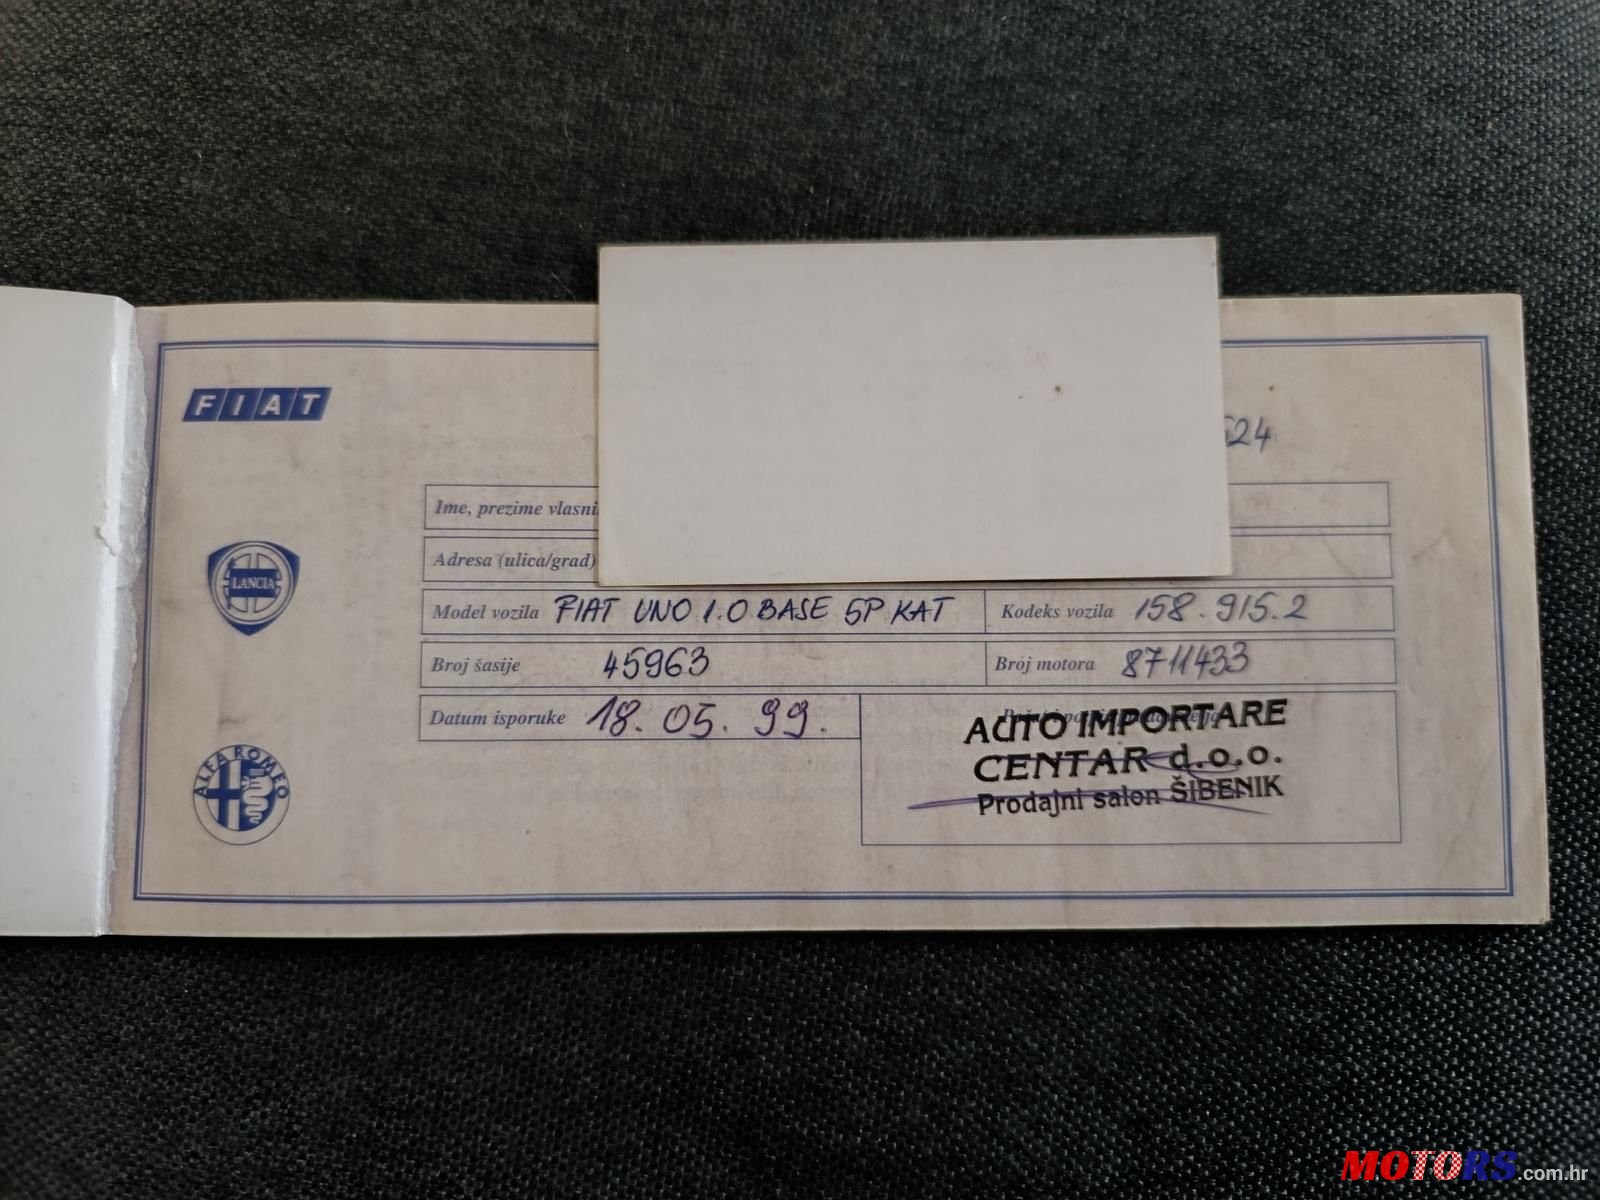 FIAT
524
Ime, prezime vlasni
Adresa (ulica/grad)
LANCIA
Model vozila FIAT UNO 1.0 BASE 5P KAT Kodeks vozila 158.915.2
Broj šasije 45963 Broj motora 8711433
Datum isporuke 18. 05. 99.
AUTO IMPORTARE
CENTAR d.o.o.
Prodajni salon ŠIBENIK
ALFA ROMEO
MOTORS.com.hr